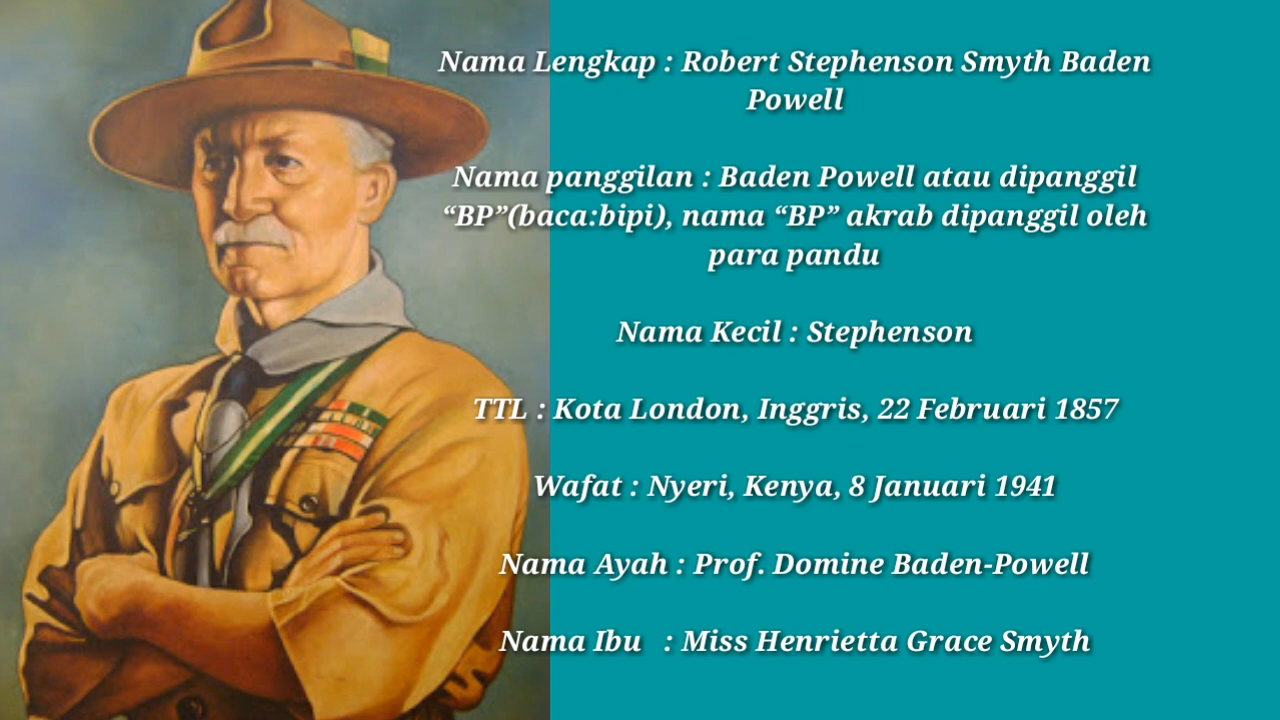 Nama Lengkap : Robert Stephenson Smyth Baden
Powell
Nama panggilan : Baden Powell atau dipanggil
“BP”(baca:bipi), nama “BP” akrab dipanggil oleh
para pandu
Nama Kecil : Stephenson
TTL : Kota London, Inggris, 22 Februari 1857
Wafat : Nyeri, Kenya, 8 Januari 1941
Nama Ayah : Prof. Domine Baden-Powell
Nama Ibu : Miss Henrietta Grace Smyth